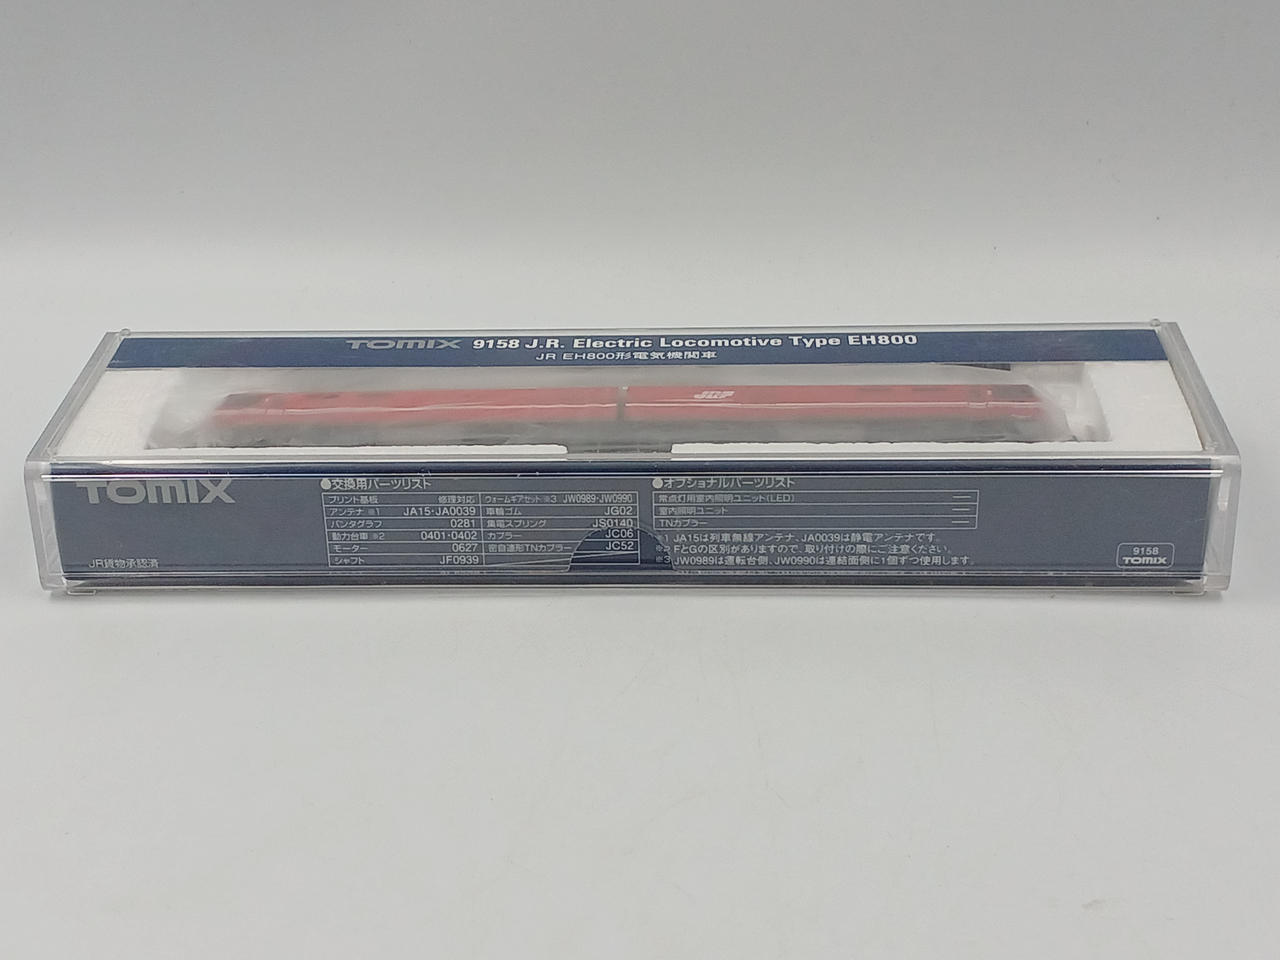 TOMIX 9158 J.R. Electric Locomotive Type EH800
JR EH800形電気機関車
JRF
TOMIX
JR貨物承認済
●交換用パーツリスト
プリント基板 修理対応 ウォームギアセット※3 JW0989・JW0990
アンテナ ※1 JA15・JA0039 車輪ゴム JG02
パンタグラフ 0281 集電スプリング JS0140
動力台車 ※2 0401・0402 カプラー JC06
モーター 0627 密自連形TNカプラー JC52
シャフト JF0939
●オプショナルパーツリスト
常点灯用室内照明ユニット(LED) —
室内照明ユニット —
TNカプラー —
※1 JA15は列車無線アンテナ、JA0039は静電アンテナです。
※2 FとGの区別がありますので、取り付けの際にご注意ください。
※3 JW0989は運転台側、JW0990は連結面側に1個ずつ使用します。
9158
TOMIX